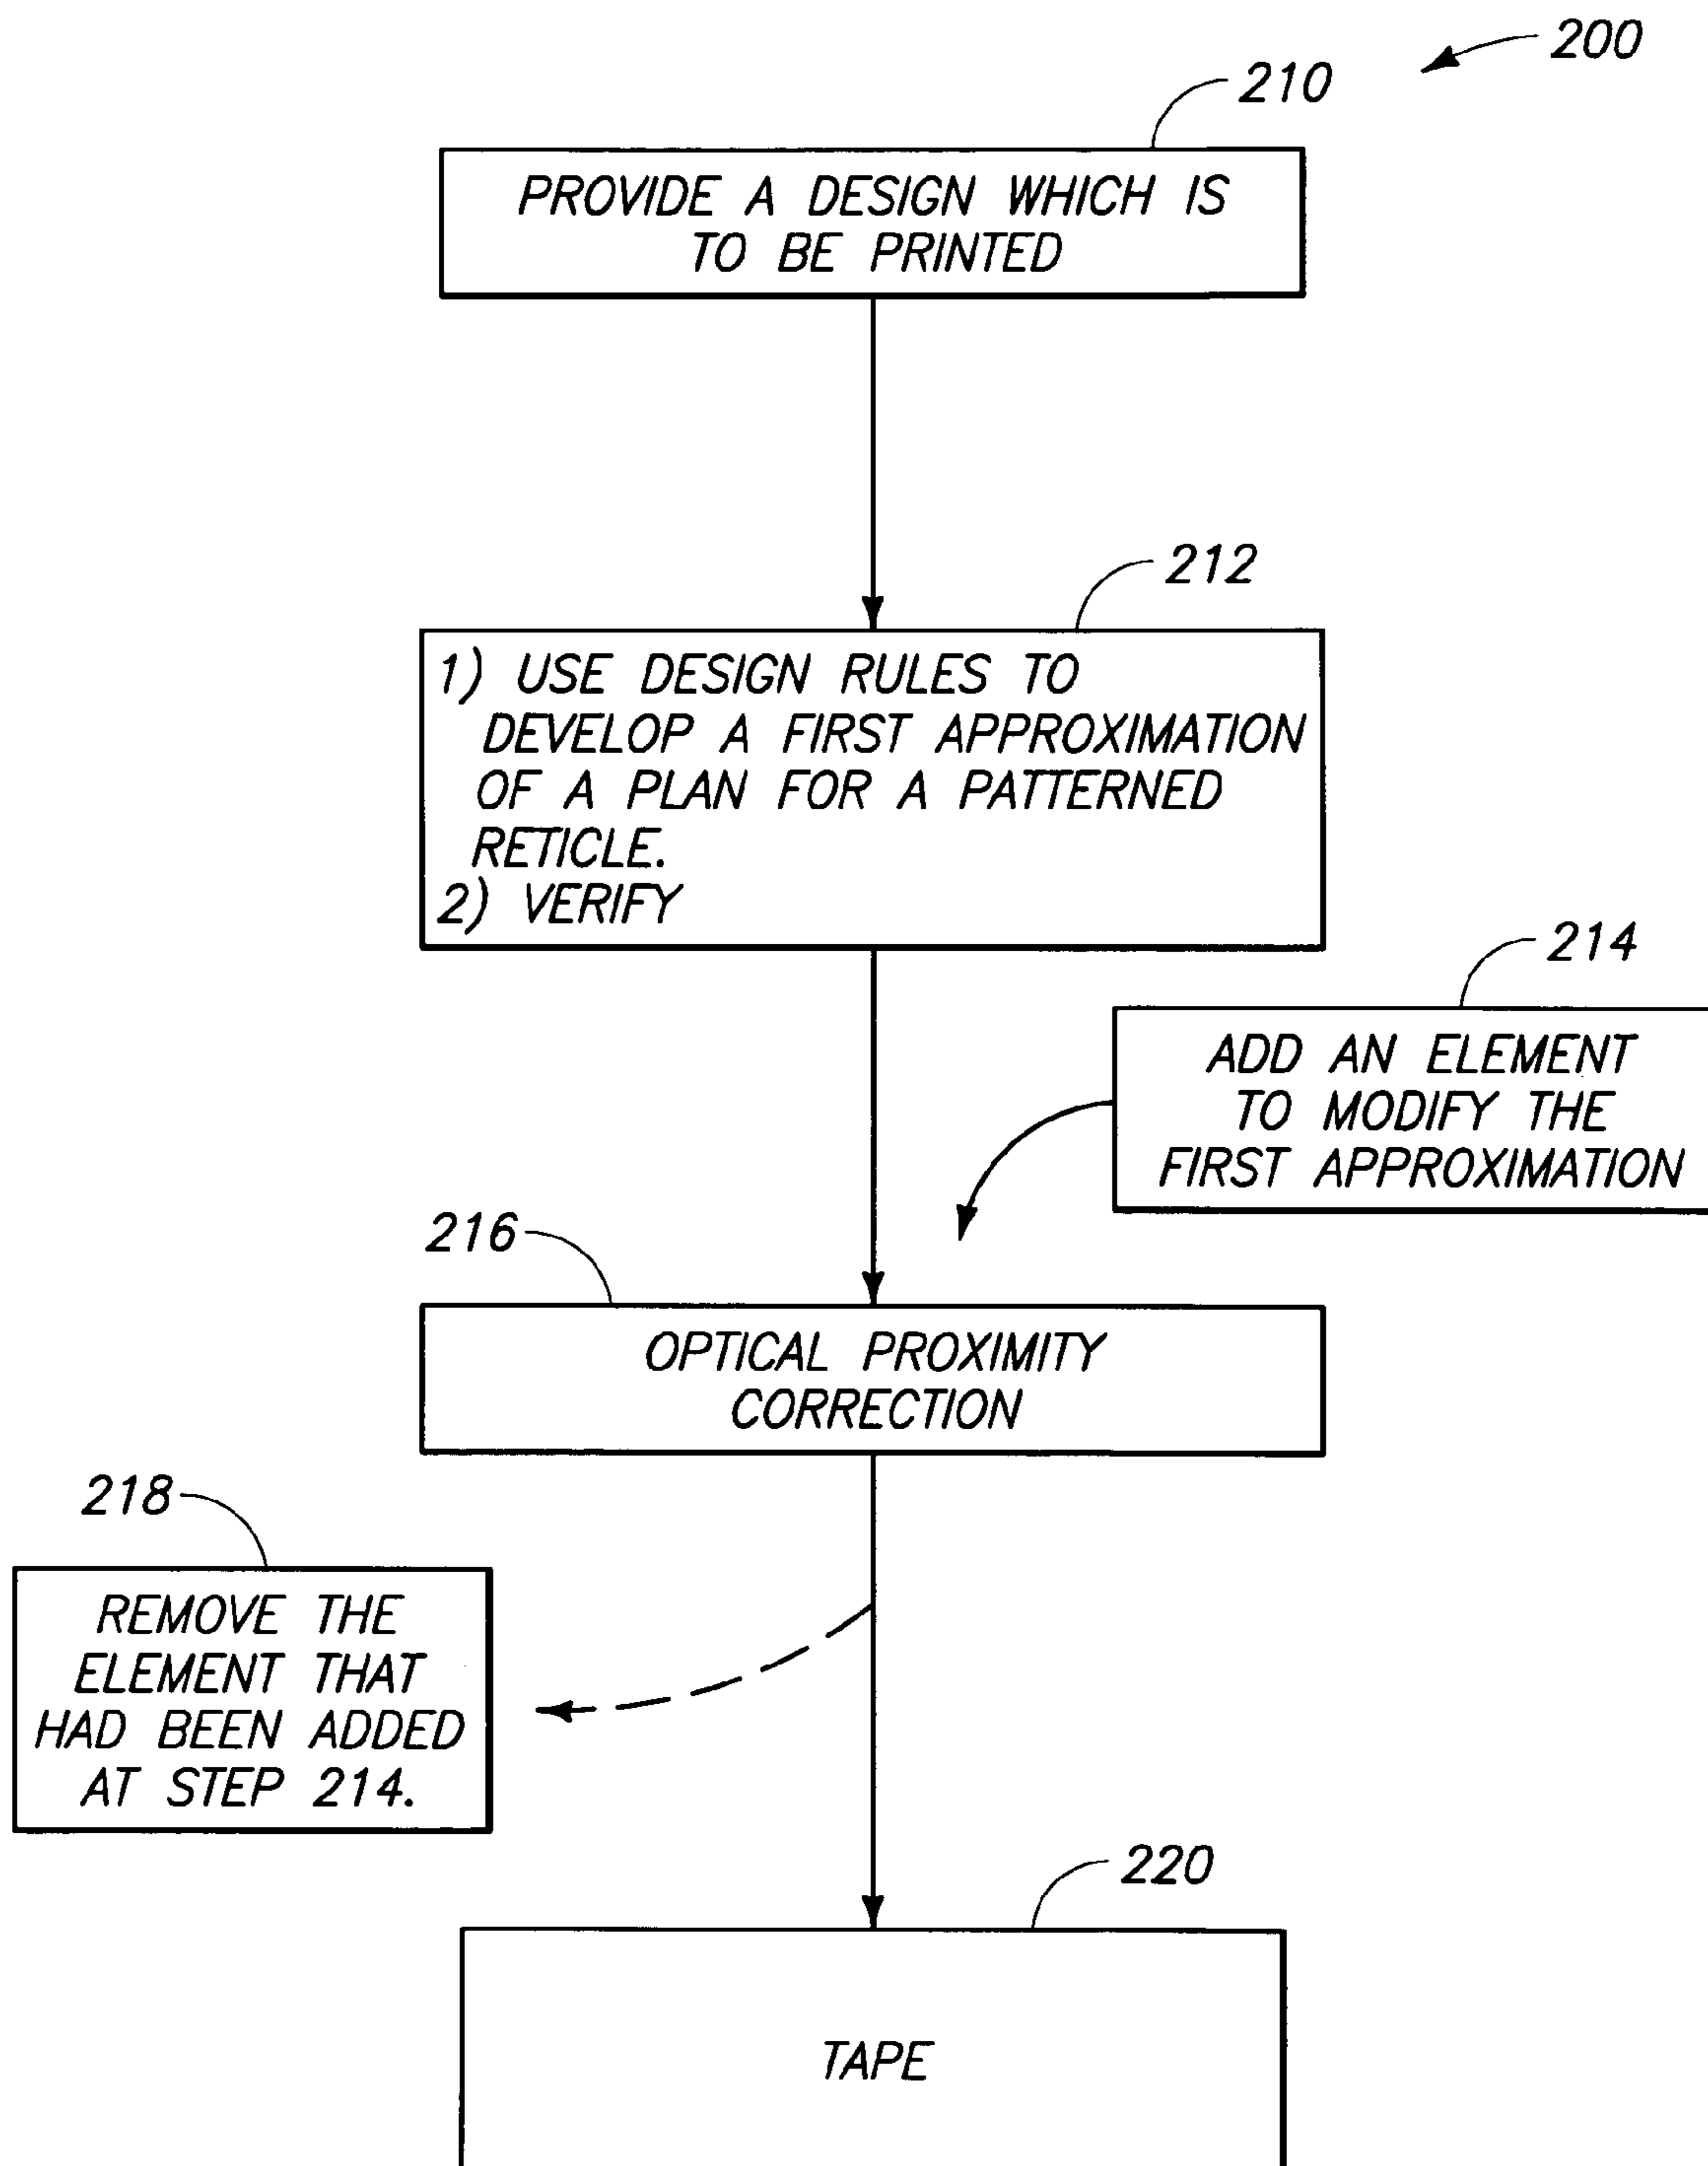 200
210
PROVIDE A DESIGN WHICH IS
TO BE PRINTED
212
1) USE DESIGN RULES TO
DEVELOP A FIRST APPROXIMATION
OF A PLAN FOR A PATTERNED
RETICLE.
2) VERIFY
214
ADD AN ELEMENT
TO MODIFY THE
FIRST APPROXIMATION
216
OPTICAL PROXIMITY
CORRECTION
218
REMOVE THE
ELEMENT THAT
HAD BEEN ADDED
AT STEP 214.
220
TAPE